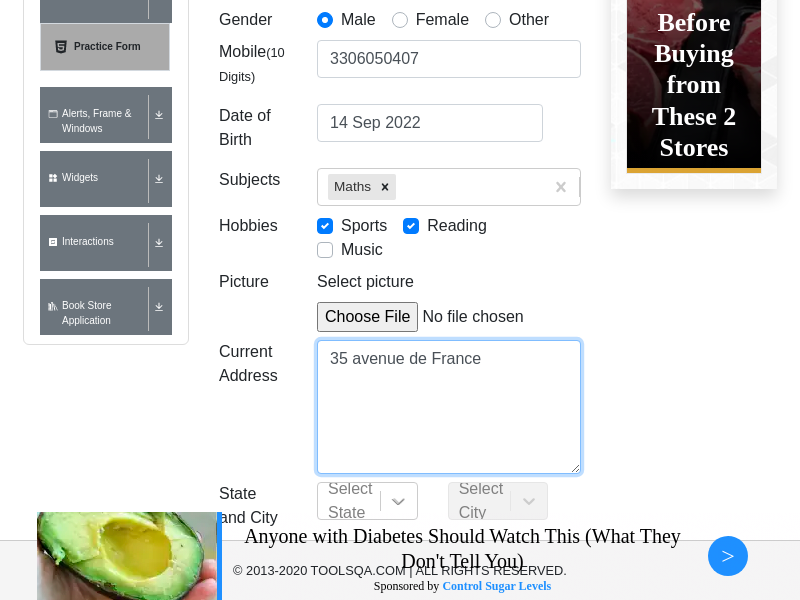 Practice Form
Alerts, Frame &
Windows
Widgets
Interactions
Book Store
Application
Gender
Male
Female
Other
Mobile(10
Digits)
3306050407
Date of
Birth
14 Sep 2022
Subjects
Maths
Hobbies
Sports
Reading
Music
Picture
Select picture
Choose File No file chosen
Current
Address
35 avenue de France
State
and City
Select
State
Select
City
Before
Buying
from
These 2
Stores
Anyone with Diabetes Should Watch This (What They
Don't Tell You)
© 2013-2020 TOOLSQA.COM | ALL RIGHTS RESERVED.
Sponsored by Control Sugar Levels
>